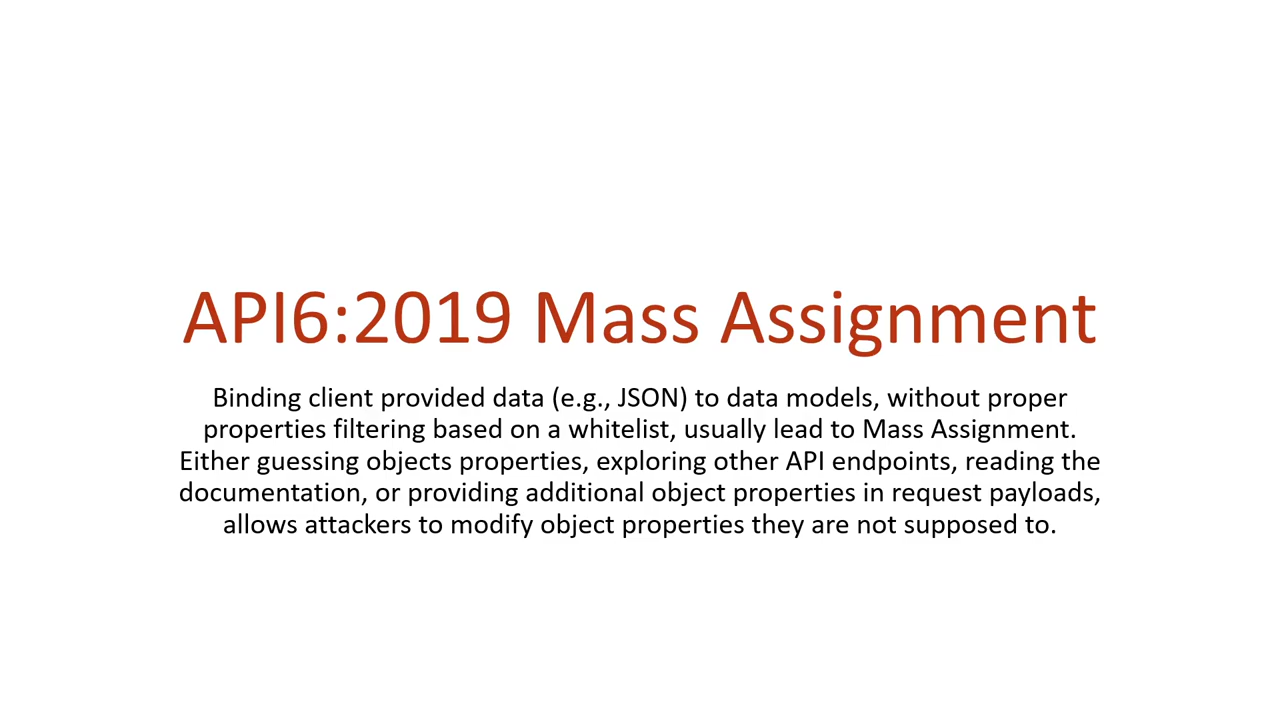 API6:2019 Mass Assignment
Binding client provided data (e.g., JSON) to data models, without proper
properties filtering based on a whitelist, usually lead to Mass Assignment.
Either guessing objects properties, exploring other API endpoints, reading the
documentation, or providing additional object properties in request payloads,
allows attackers to modify object properties they are not supposed to.